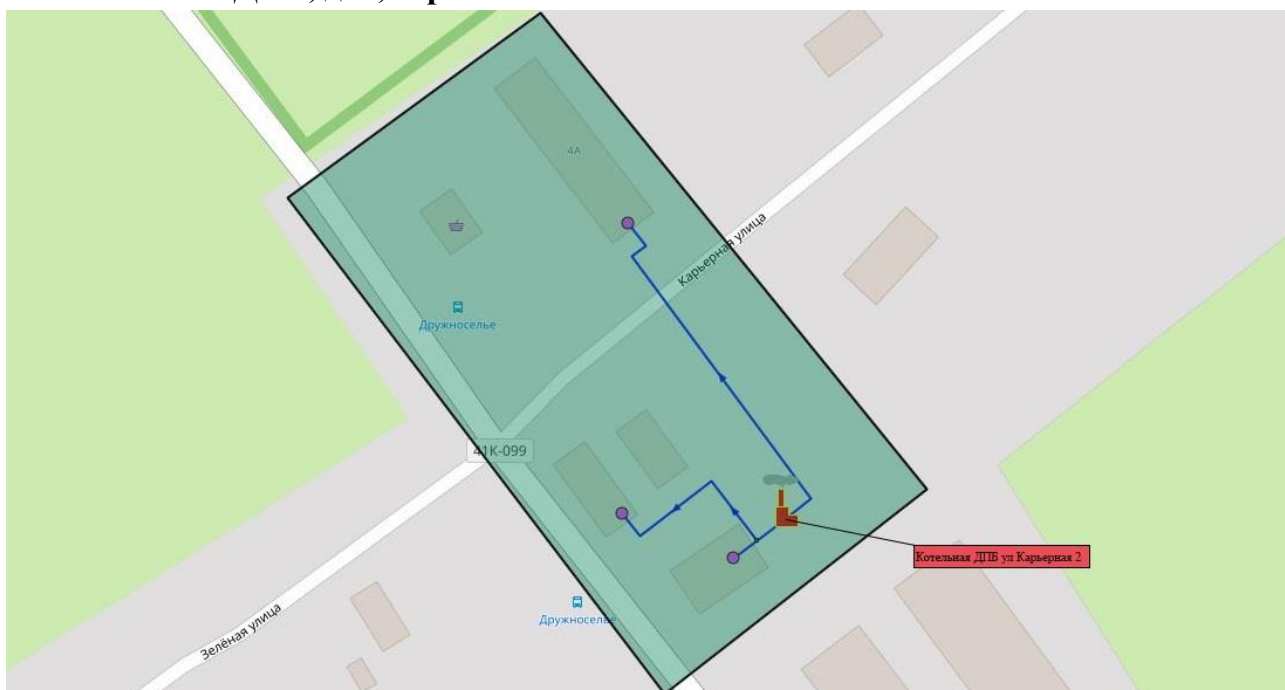 4А
Карьерная улица
Дружноселье
41К-099
Котельная ДПБ ул Карьерная 2
Дружноселье
Зелёная улица